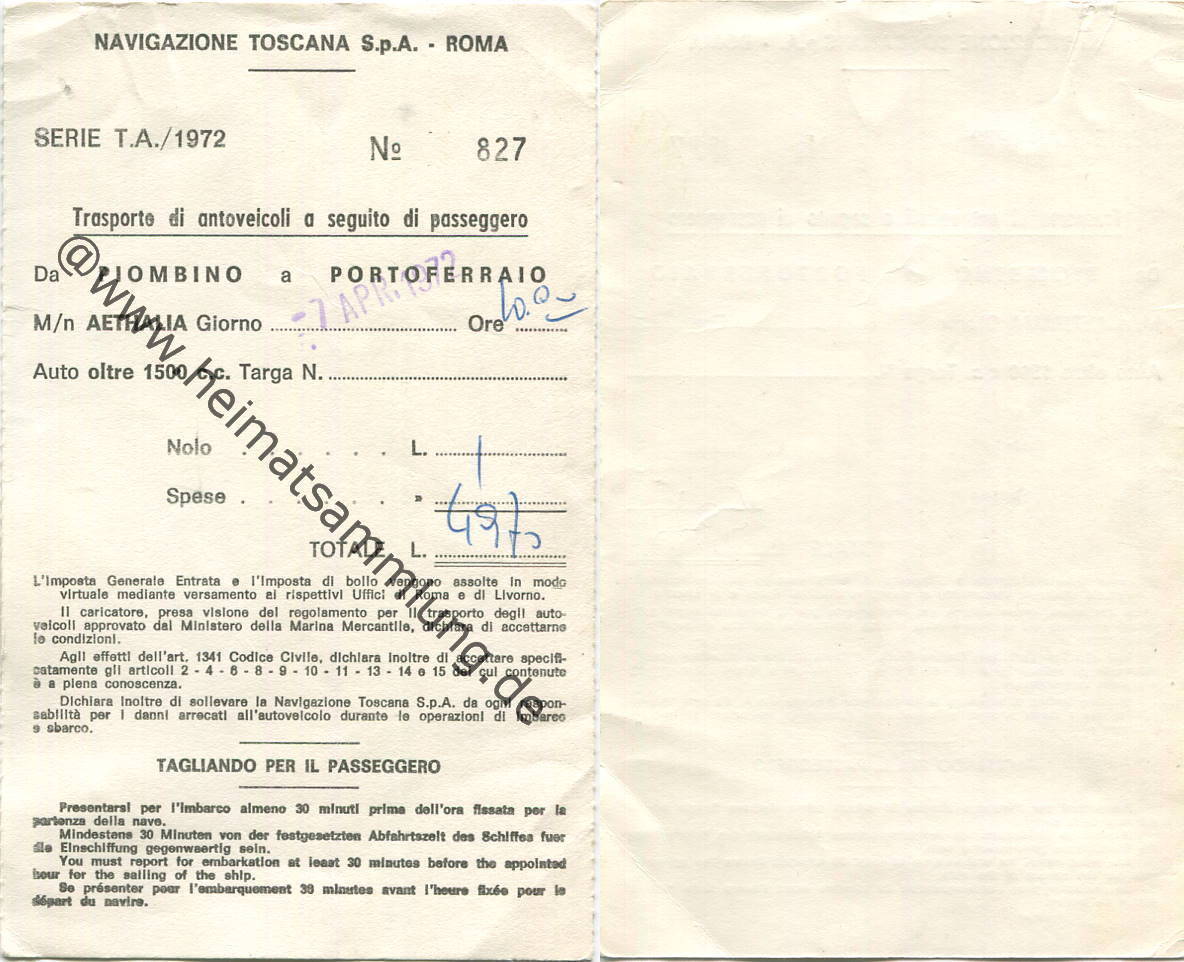 NAVIGAZIONE TOSCANA S.p.A. - ROMA
SERIE T.A./1972 Nº 827
Trasporto di antoveicoli a seguito di passeggero
Da PIOMBINO a PORTOFERRAIO
M/n AETHALIA Giorno -7 APR. 1972 Ore 10.0
Auto oltre 1500 c.c. Targa N.
Nolo L.
Spese »
TOTALE L. 4970
L'Imposta Generale Entrata e l'Imposta di bollo vengono assolte in modo
virtuale mediante versamento ai rispettivi Uffici di Roma e di Livorno.
Il caricatore, presa visione del regolamento per il trasporto degli auto-
veicoli approvato dal Ministero della Marina Mercantile, dichiara di accettarne
le condizioni.
Agli effetti dell'art. 1341 Codice Civile, dichiara inoltre di accettare specifi-
catamente gli articoli 2 - 4 - 6 - 8 - 9 - 10 - 11 - 13 - 14 e 15 del cui contenuto
è a piena conoscenza.
Dichiara inoltre di sollevare la Navigazione Toscana S.p.A. da ogni respon-
sabilità per i danni arrecati all'autoveicolo durante le operazioni di imbarco
e sbarco.
TAGLIANDO PER IL PASSEGGERO
Presentarsi per l'imbarco almeno 30 minuti prima dell'ora fissata per la
partenza della nave.
Mindestens 30 Minuten von der festgesetzten Abfahrtszeit des Schiffes fuer
die Einschiffung gegenwaertig sein.
You must report for embarkation at least 30 minutes before the appointed
hour for the sailing of the ship.
Se présenter pour l'embarquement 30 minutes avant l'heure fixée pour le
départ du navire.
@www.heimatsammlung.de